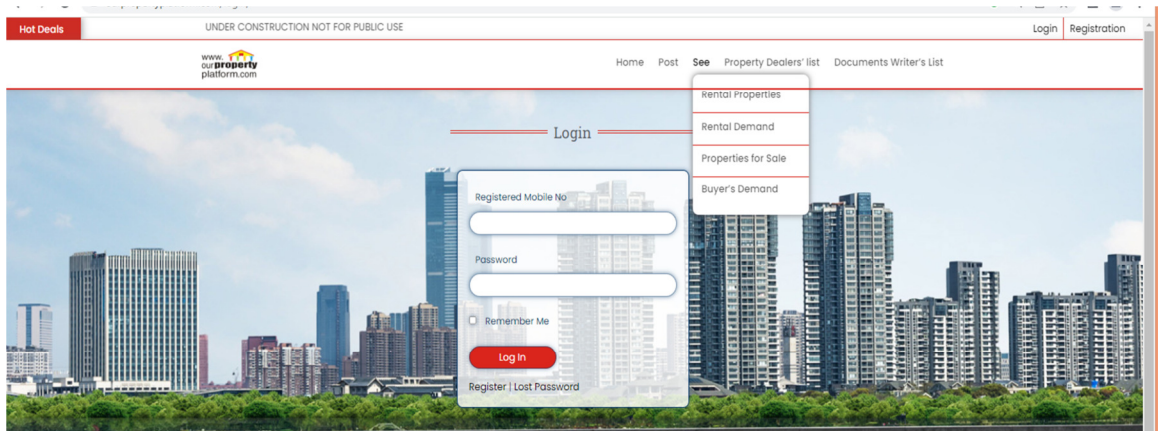 Hot Deals
UNDER CONSTRUCTION NOT FOR PUBLIC USE
Login
Registration
www.
ourproperty
platform.com
Home
Post
See
Property Dealers' list
Documents Writer's List
Rental Properties
Rental Demand
Properties for Sale
Buyer's Demand
Login
Registered Mobile No
Password
Remember Me
Log In
Register | Lost Password